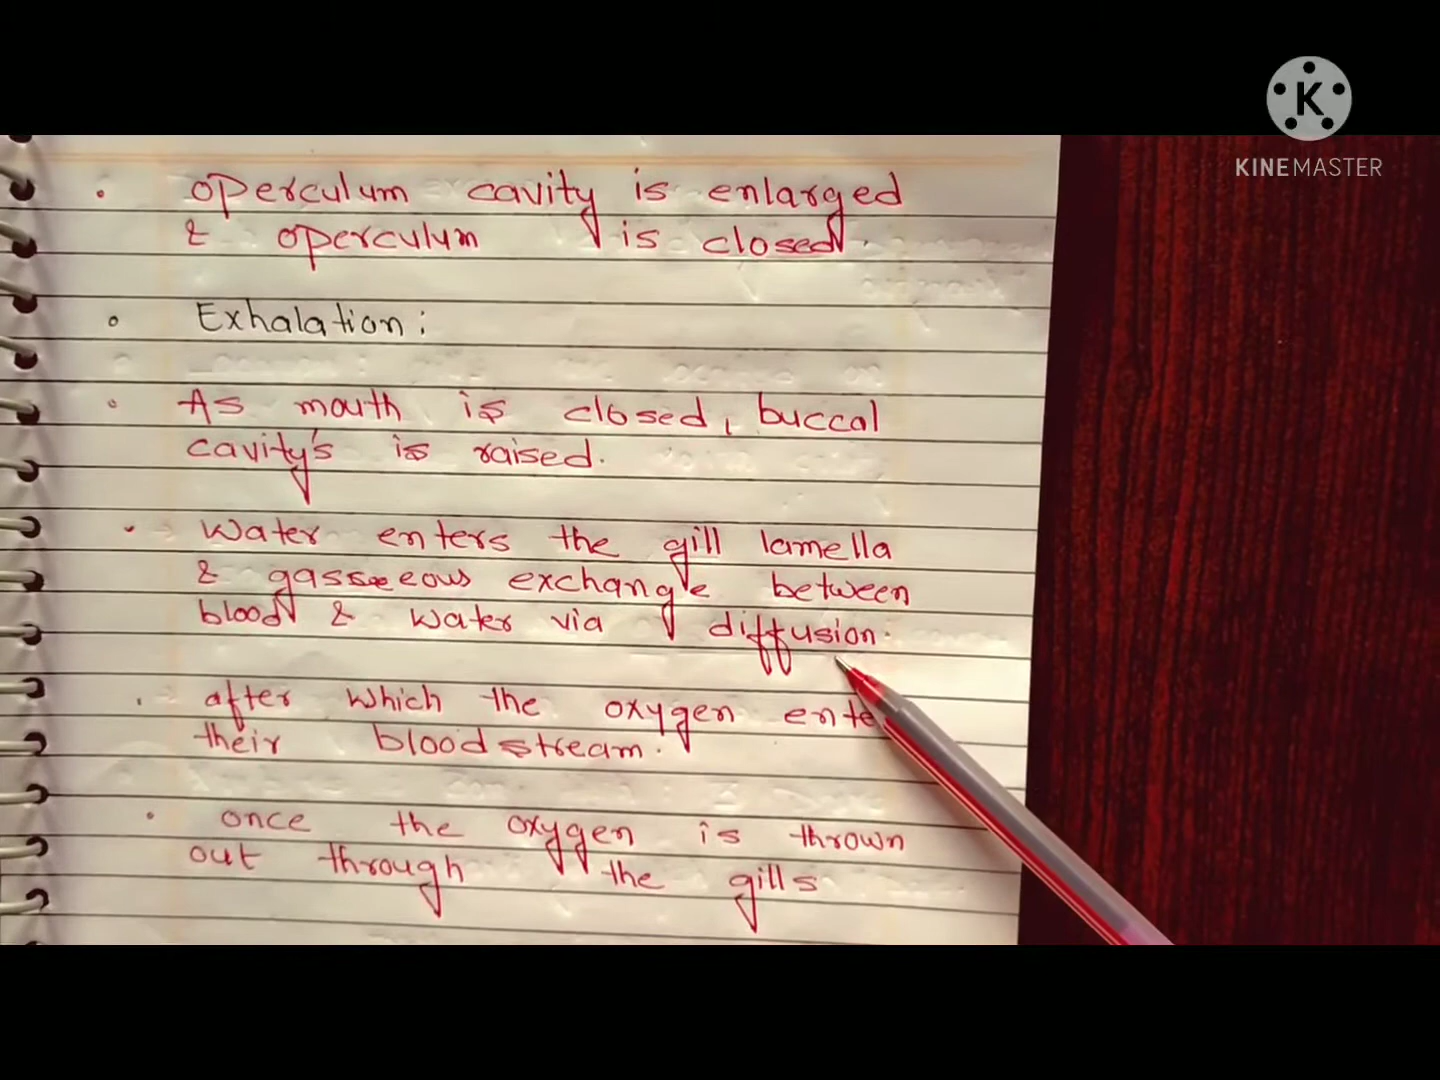 K
KINEMASTER
• operculum cavity is enlarged
& operculum is closed.
∘ Exhalation:
• As mouth is closed, buccal
cavity's is raised.
• Water enters the gill lamella
& gasseeous exchange between
blood & water via diffusion.
• after which the oxygen ente
their bloodstream.
• once the oxygen is thrown
out through the gills